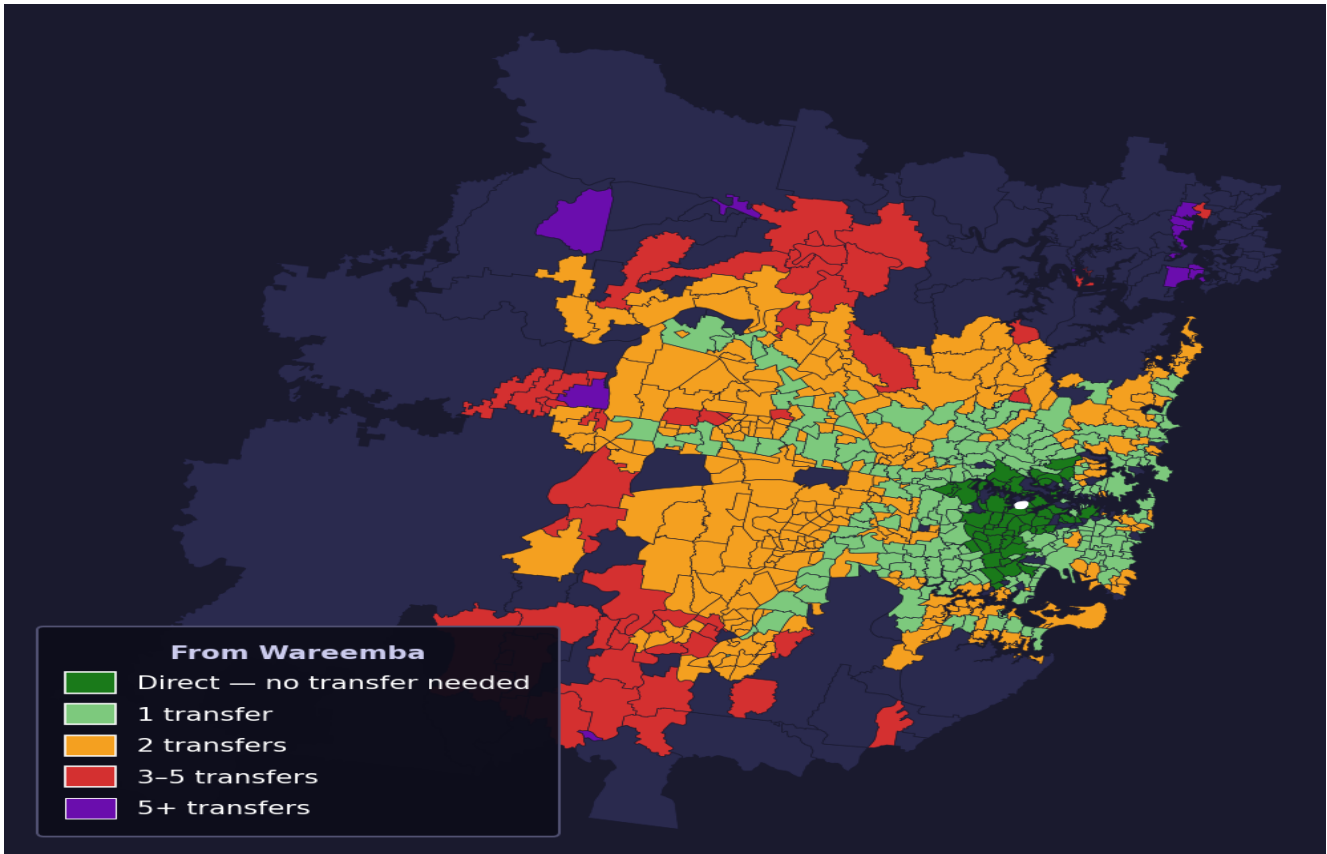 From Wareemba
Direct — no transfer needed
1 transfer
2 transfers
3–5 transfers
5+ transfers